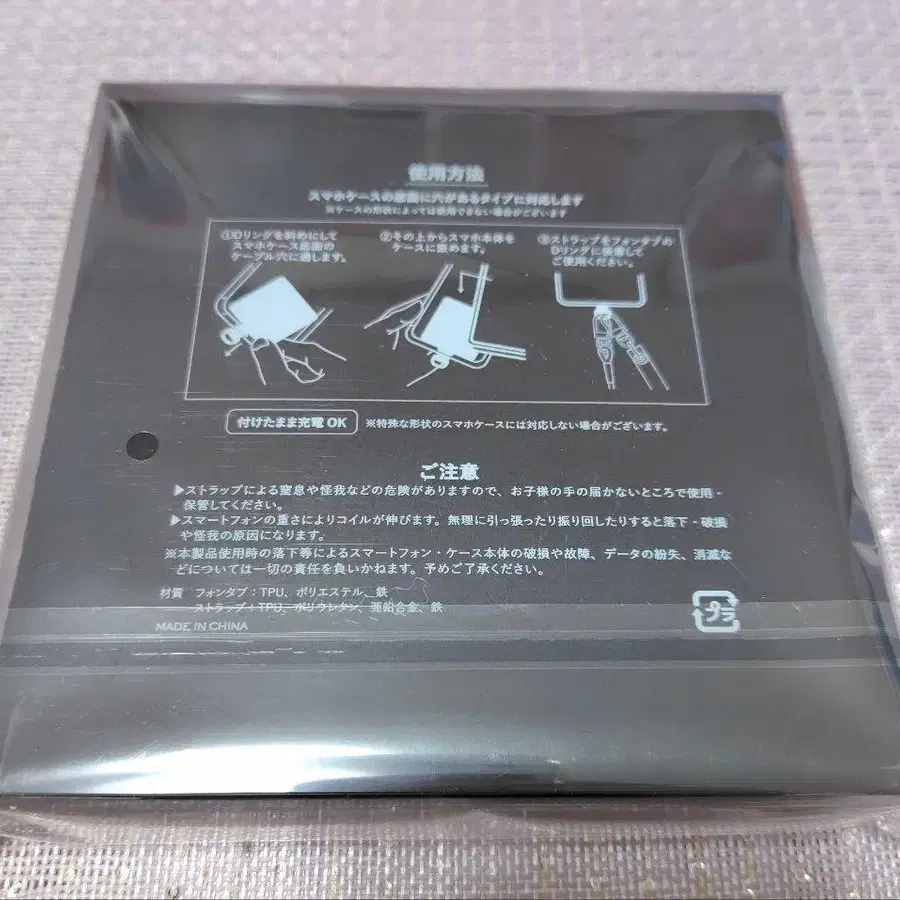 使用方法
スマホケースの底面に穴があるタイプに対応します
※ケースの形状によっては使用できない場合がございます
①Dリングを斜めにして
スマホケース底面の
ケーブル穴に通します。
②その上からスマホ本体を
ケースに嵌めます。
③ストラップをフォンタブの
Dリングに装着して
ご使用ください。
付けたまま充電 OK
※特殊な形状のスマホケースには対応しない場合がございます。
ご注意
▶ストラップによる窒息や怪我などの危険がありますので、お子様の手の届かないところで使用・
保管してください。
▶スマートフォンの重さによりコイルが伸びます。無理に引っ張ったり振り回したりすると落下・破損
や怪我の原因になります。
※本製品使用時の落下等によるスマートフォン・ケース本体の破損や故障、データの紛失、消滅な
どについては一切の責任を負いかねます。予めご了承ください。
材質 フォンタブ：TPU、ポリエステル、鉄
ストラップ：TPU、ポリウレタン、亜鉛合金、鉄
MADE IN CHINA
プラ